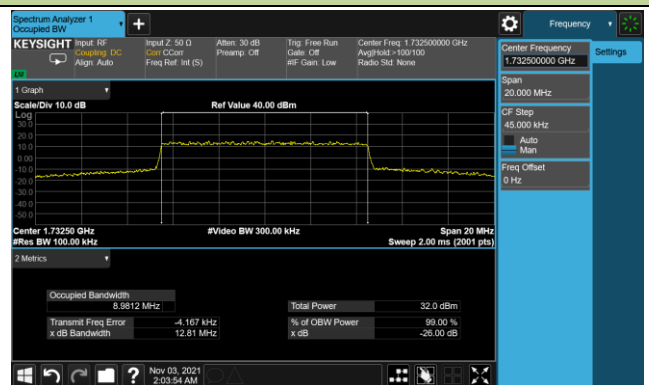 Spectrum Analyzer 1
Occupied BW
+
Frequency
KEYSIGHT
Input: RF
Coupling: DC
Align: Auto
Input Z: 50 Ω
Corr CCorr
Freq Ref: Int (S)
Atten: 30 dB
Preamp: Off
Trig: Free Run
Gate: Off
#IF Gain: Low
Center Freq: 1.732500000 GHz
Avg|Hold:>100/100
Radio Std: None
Center Frequency
1.732500000 GHz
Settings
Span
20.000 MHz
CF Step
45.000 kHz
Auto
Man
Freq Offset
0 Hz
1 Graph
Scale/Div 10.0 dB
Ref Value 40.00 dBm
Log
30.0
20.0
10.0
0.00
-10.0
-20.0
-30.0
-40.0
-50.0
Center 1.73250 GHz
#Video BW 300.00 kHz
Span 20 MHz
#Res BW 100.00 kHz
Sweep 2.00 ms (2001 pts)
2 Metrics
Occupied Bandwidth
8.9812 MHz
Total Power 32.0 dBm
Transmit Freq Error -4.167 kHz
% of OBW Power 99.00 %
x dB Bandwidth 12.81 MHz
x dB -26.00 dB
?
Nov 03, 2021
2:03:54 AM